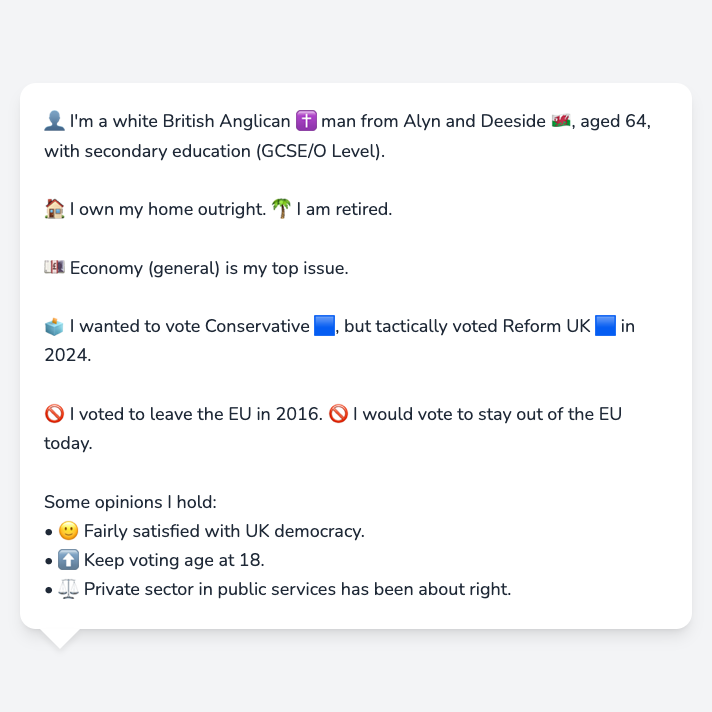 👤 I'm a white British Anglican ✝️ man from Alyn and Deeside 🏴󠁧󠁢󠁷󠁬󠁳󠁿, aged 64,
with secondary education (GCSE/O Level).
🏠 I own my home outright. 🌴 I am retired.
💷 Economy (general) is my top issue.
🗳️ I wanted to vote Conservative 🟦, but tactically voted Reform UK 🟦 in
2024.
🚫 I voted to leave the EU in 2016. 🚫 I would vote to stay out of the EU
today.
Some opinions I hold:
• 🙂 Fairly satisfied with UK democracy.
• ⬆️ Keep voting age at 18.
• ⚖️ Private sector in public services has been about right.